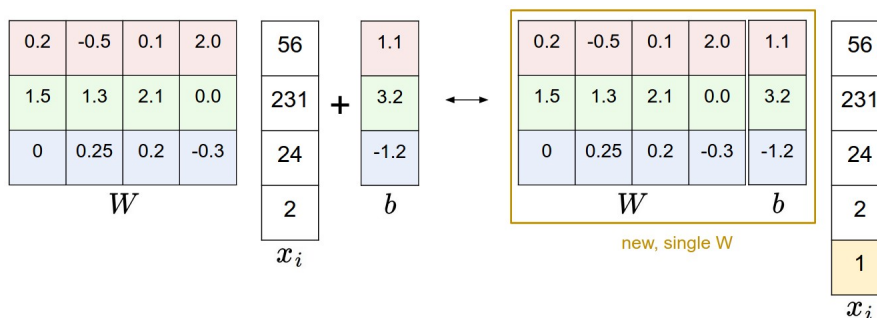 0.2 -0.5 0.1 2.0 56 1.1 0.2 -0.5 0.1 2.0 1.1 56
1.5 1.3 2.1 0.0 231 + 3.2 ↔ 1.5 1.3 2.1 0.0 3.2 231
0 0.25 0.2 -0.3 24 -1.2 0 0.25 0.2 -0.3 -1.2 24
W 2 b W b 2
new, single W 1
x_i x_i